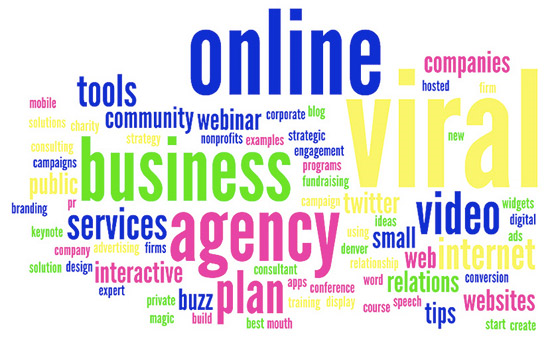 online
viral
companies
hosted
firm
tools
mobile
community
webinar
corporate
blog
solutions
charity
strategy
nonprofits
examples
strategic
new
consulting
business
engagement
campaigns
programs
public
fundraising
branding
pr
campaign
twitter
video
widgets
services
agency
ideas
digital
keynote
using
small
ads
company
advertising
firms
denver
web
internet
solution
design
interactive
consultant
relationship
expert
plan
apps
conference
word
relations
conversion
private
buzz
training
display
course
speech
tips
websites
magic
build
best
mouth
start
create